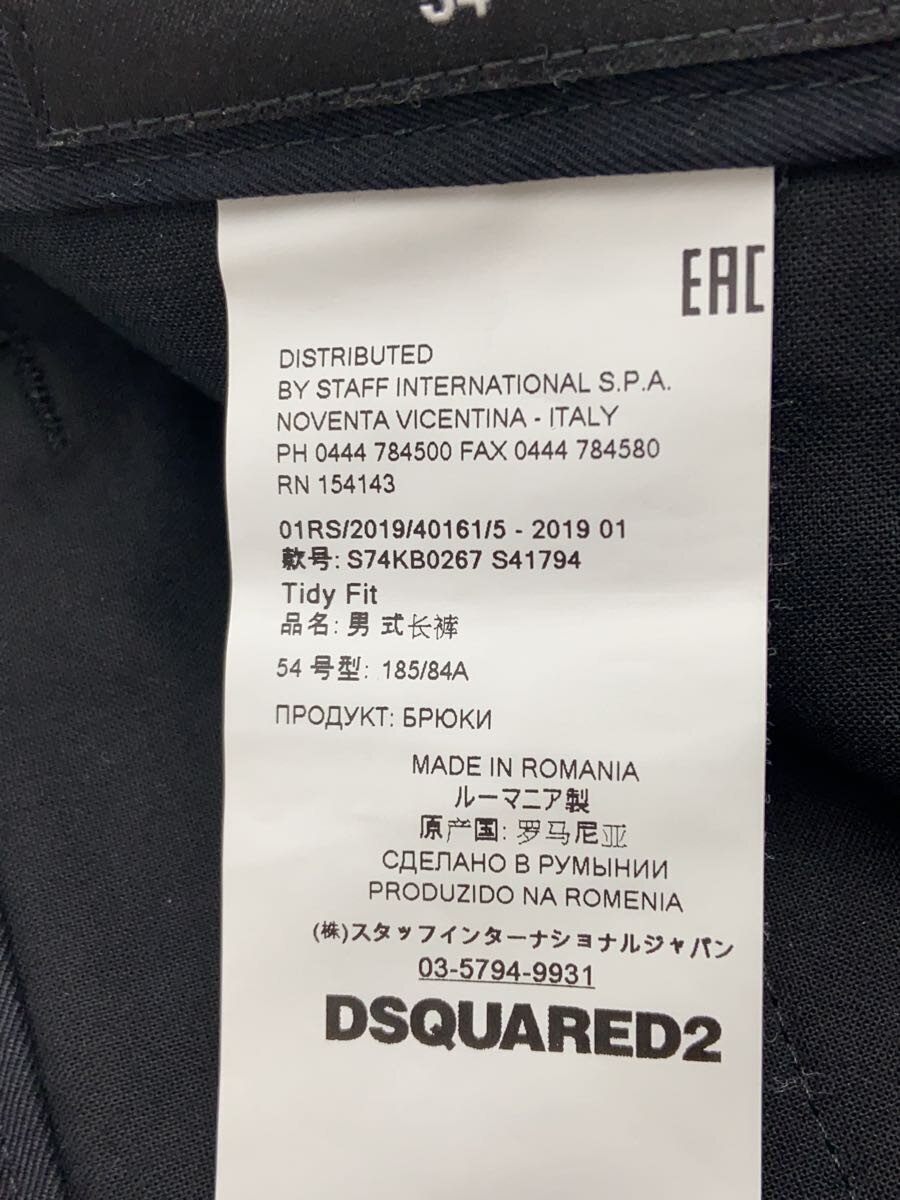 54
EAC
DISTRIBUTED
BY STAFF INTERNATIONAL S.P.A.
NOVENTA VICENTINA - ITALY
PH 0444 784500 FAX 0444 784580
RN 154143
01RS/2019/40161/5 - 2019 01
款号: S74KB0267 S41794
Tidy Fit
品名: 男 式长裤
54 号型: 185/84A
ПРОДУКТ: БРЮКИ
MADE IN ROMANIA
ルーマニア製
原产国: 罗马尼亚
СДЕЛАНО В РУМЫНИИ
PRODUZIDO NA ROMENIA
(株)スタッフインターナショナルジャパン
03-5794-9931
DSQUARED2